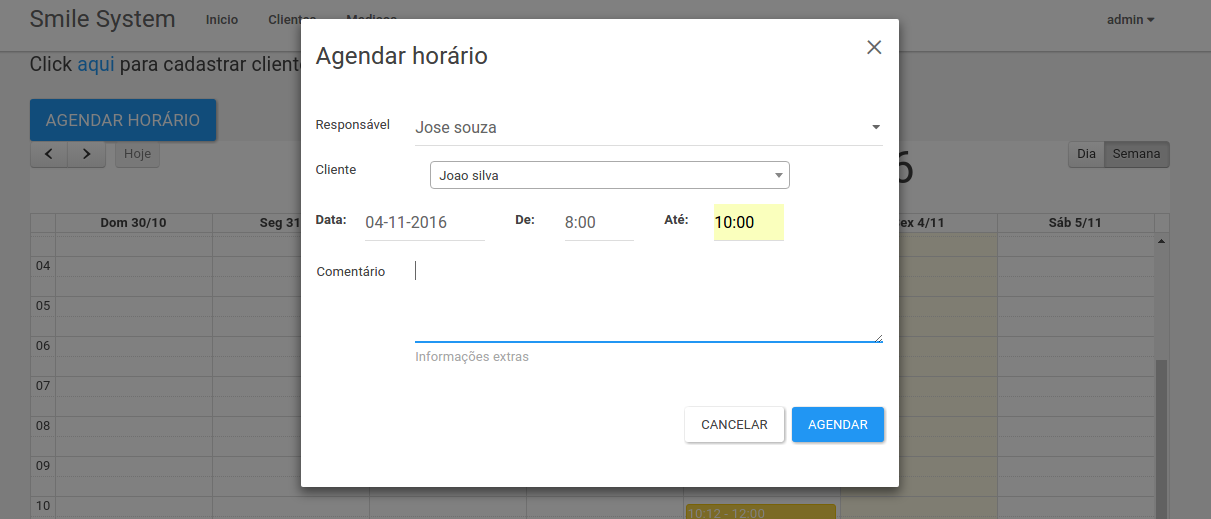 Smile System Inicio Clientes Medicos admin
Click aqui para cadastrar client
AGENDAR HORÁRIO
Hoje
6
Dia Semana
Dom 30/10 Seg 31 ex 4/11 Sáb 5/11
04
05
06
07
08
09
10
10:12 - 12:00
Agendar horário
Responsável Jose souza
Cliente Joao silva
Data: 04-11-2016 De: 8:00 Até: 10:00
Comentário
Informações extras
CANCELAR AGENDAR